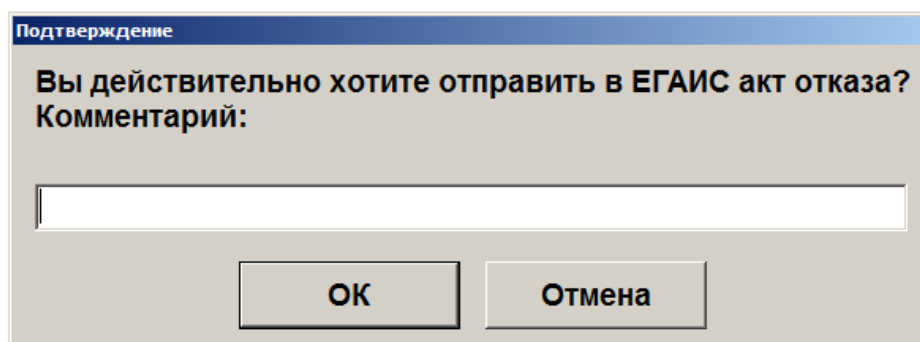 Подтверждение
Вы действительно хотите отправить в ЕГАИС акт отказа?
Комментарий:
ОК
Отмена